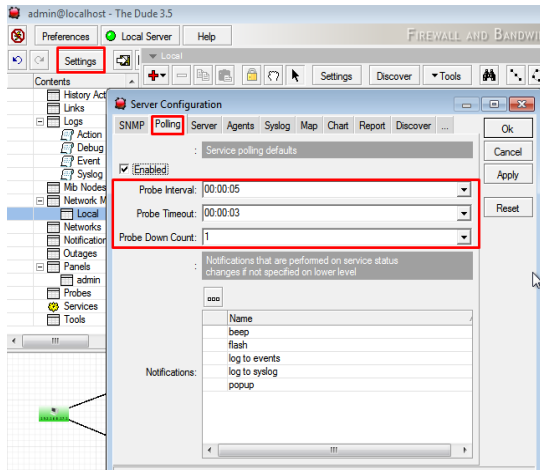 admin@localhost - The Dude 3.5
Preferences
Local Server
Help
FIREWALL AND BANDWI
Settings
Local
Settings
Discover
Tools
Contents
History Act
Links
Logs
Action
Debug
Event
Syslog
Mib Nodes
Network M
Local
Networks
Notification
Outages
Panels
admin
Probes
Services
Tools
Server Configuration
SNMP Polling Server Agents Syslog Map Chart Report Discover ...
: Service polling defaults
Enabled
Probe Interval: 00:00:05
Probe Timeout: 00:00:03
Probe Down Count: 1
: Notifications that are performed on service status
changes if not specified on lower level
Name
beep
flash
log to events
log to syslog
popup
Notifications:
Ok
Cancel
Apply
Reset